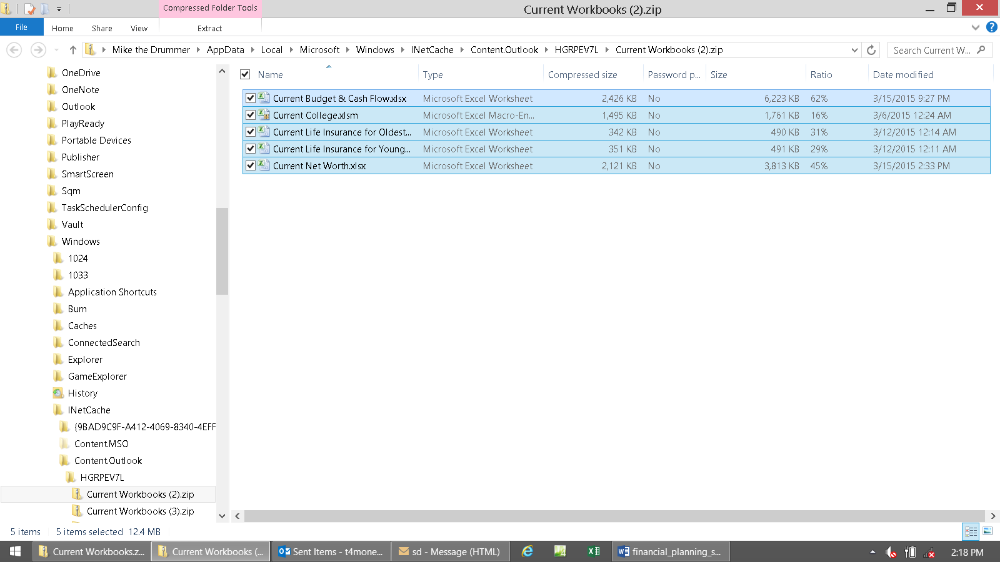 Compressed Folder Tools
Current Workbooks (2).zip
File
Home
Share
View
Extract
Mike the Drummer
AppData
Local
Microsoft
Windows
INetCache
Content.Outlook
HGRPEV7L
Current Workbooks (2).zip
Search Current W...
OneDrive
OneNote
Outlook
PlayReady
Portable Devices
Publisher
SmartScreen
Sqm
TaskSchedulerConfig
Vault
Windows
1024
1033
Application Shortcuts
Burn
Caches
ConnectedSearch
Explorer
GameExplorer
History
INetCache
{9BAD9C9F-A412-4069-8340-4EFF
Content.MSO
Content.Outlook
HGRPEV7L
Current Workbooks (2).zip
Current Workbooks (3).zip
Name Type Compressed size Password p... Size Ratio Date modified
Current Budget & Cash Flow.xlsx Microsoft Excel Worksheet 2,426 KB No 6,223 KB 62% 3/15/2015 9:27 PM
Current College.xlsm Microsoft Excel Macro-En... 1,495 KB No 1,761 KB 16% 3/6/2015 12:24 AM
Current Life Insurance for Oldest... Microsoft Excel Worksheet 342 KB No 490 KB 31% 3/12/2015 12:14 AM
Current Life Insurance for Young... Microsoft Excel Worksheet 351 KB No 491 KB 29% 3/12/2015 12:11 AM
Current Net Worth.xlsx Microsoft Excel Worksheet 2,121 KB No 3,813 KB 45% 3/15/2015 2:33 PM
5 items 5 items selected 12.4 MB
Current Workbooks.z...
Current Workbooks (...
Sent Items - t4mone...
sd - Message (HTML)
financial_planning_s...
2:18 PM